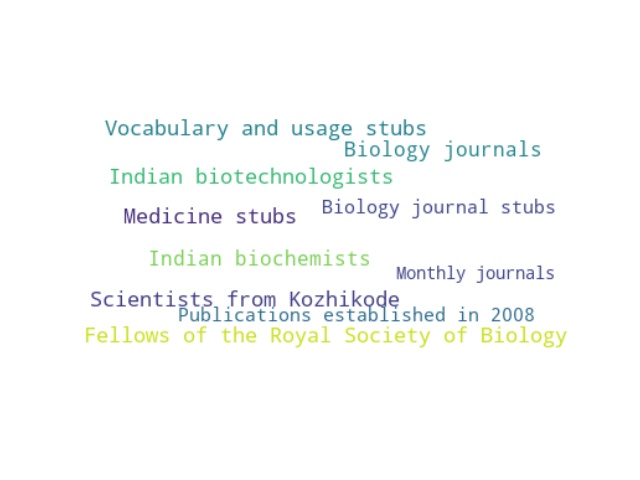 Vocabulary and usage stubs
Biology journals
Indian biotechnologists
Biology journal stubs
Medicine stubs
Indian biochemists
Monthly journals
Scientists from Kozhikode
Publications established in 2008
Fellows of the Royal Society of Biology